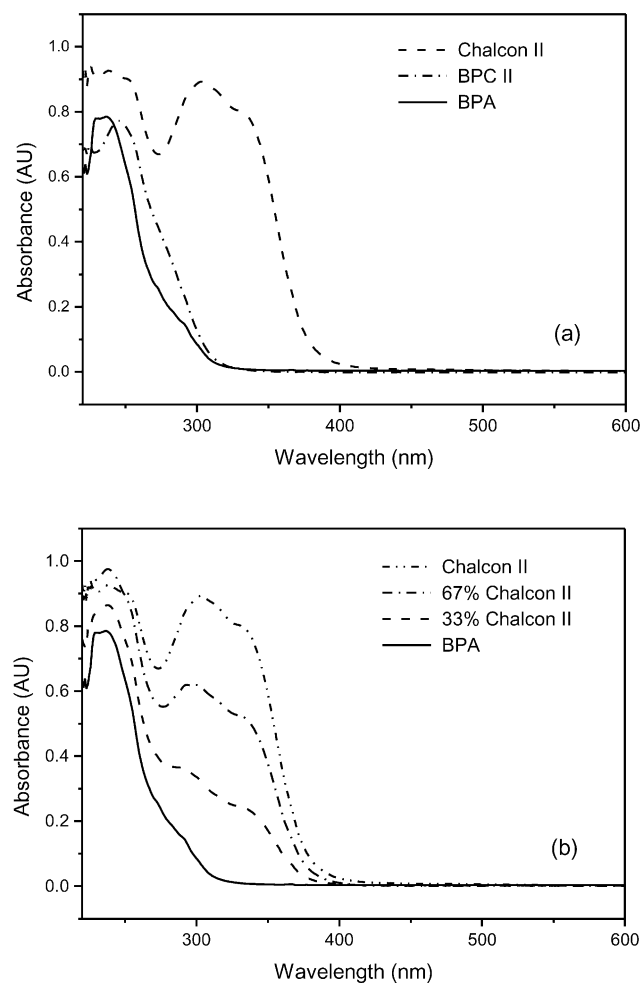 1.0
0.8
0.6
0.4
0.2
0.0
Absorbance (AU)
Chalcon II
BPC II
BPA
(a)
300 400 500 600
Wavelength (nm)
1.0
0.8
0.6
0.4
0.2
0.0
Absorbance (AU)
Chalcon II
67% Chalcon II
33% Chalcon II
BPA
(b)
300 400 500 600
Wavelength (nm)